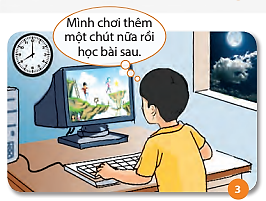 Mình chơi thêm
một chút nữa rồi
học bài sau.
3